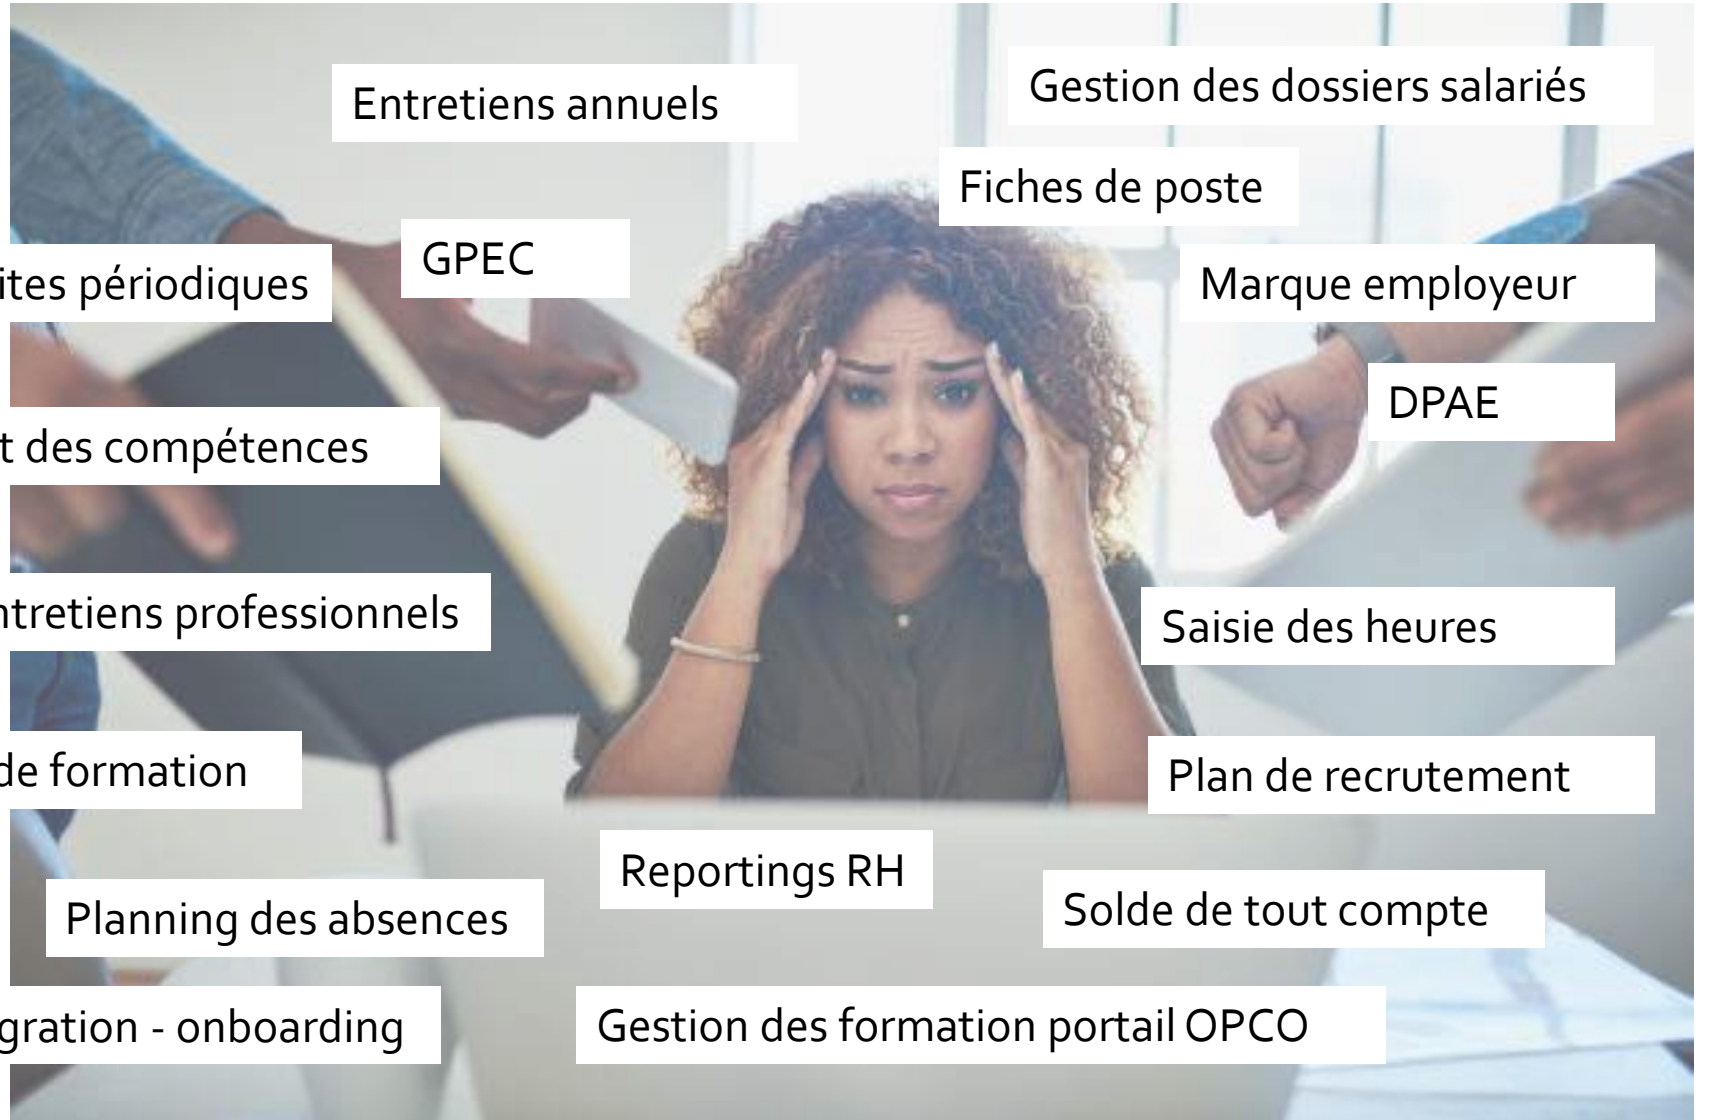 Entretiens annuels
Gestion des dossiers salariés
Fiches de poste
GPEC
ites périodiques
Marque employeur
DPAE
t des compétences
ntretiens professionnels
Saisie des heures
de formation
Plan de recrutement
Reportings RH
Planning des absences
Solde de tout compte
gration - onboarding
Gestion des formation portail OPCO